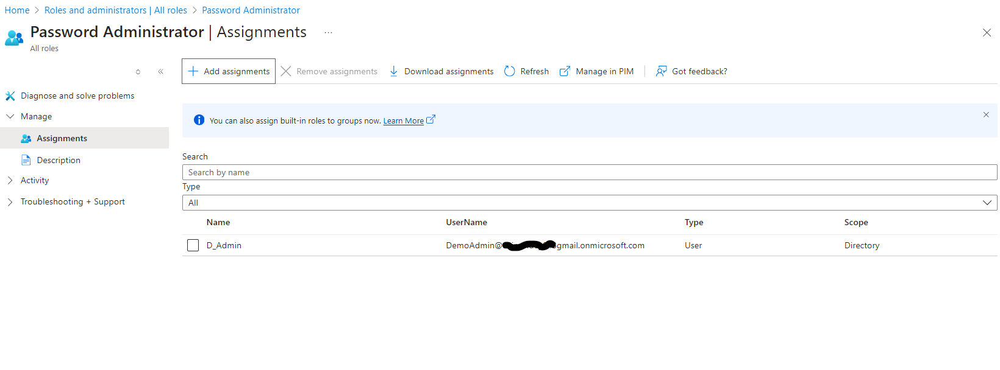 Home > Roles and administrators | All roles > Password Administrator
Password Administrator | Assignments ...
All roles
Add assignments Remove assignments Download assignments Refresh Manage in PIM Got feedback?
Diagnose and solve problems
Manage
Assignments
Description
Activity
Troubleshooting + Support
You can also assign built-in roles to groups now. Learn More
Search
Search by name
Type
All
Name UserName Type Scope
D_Admin DemoAdmin@ gmail.onmicrosoft.com User Directory